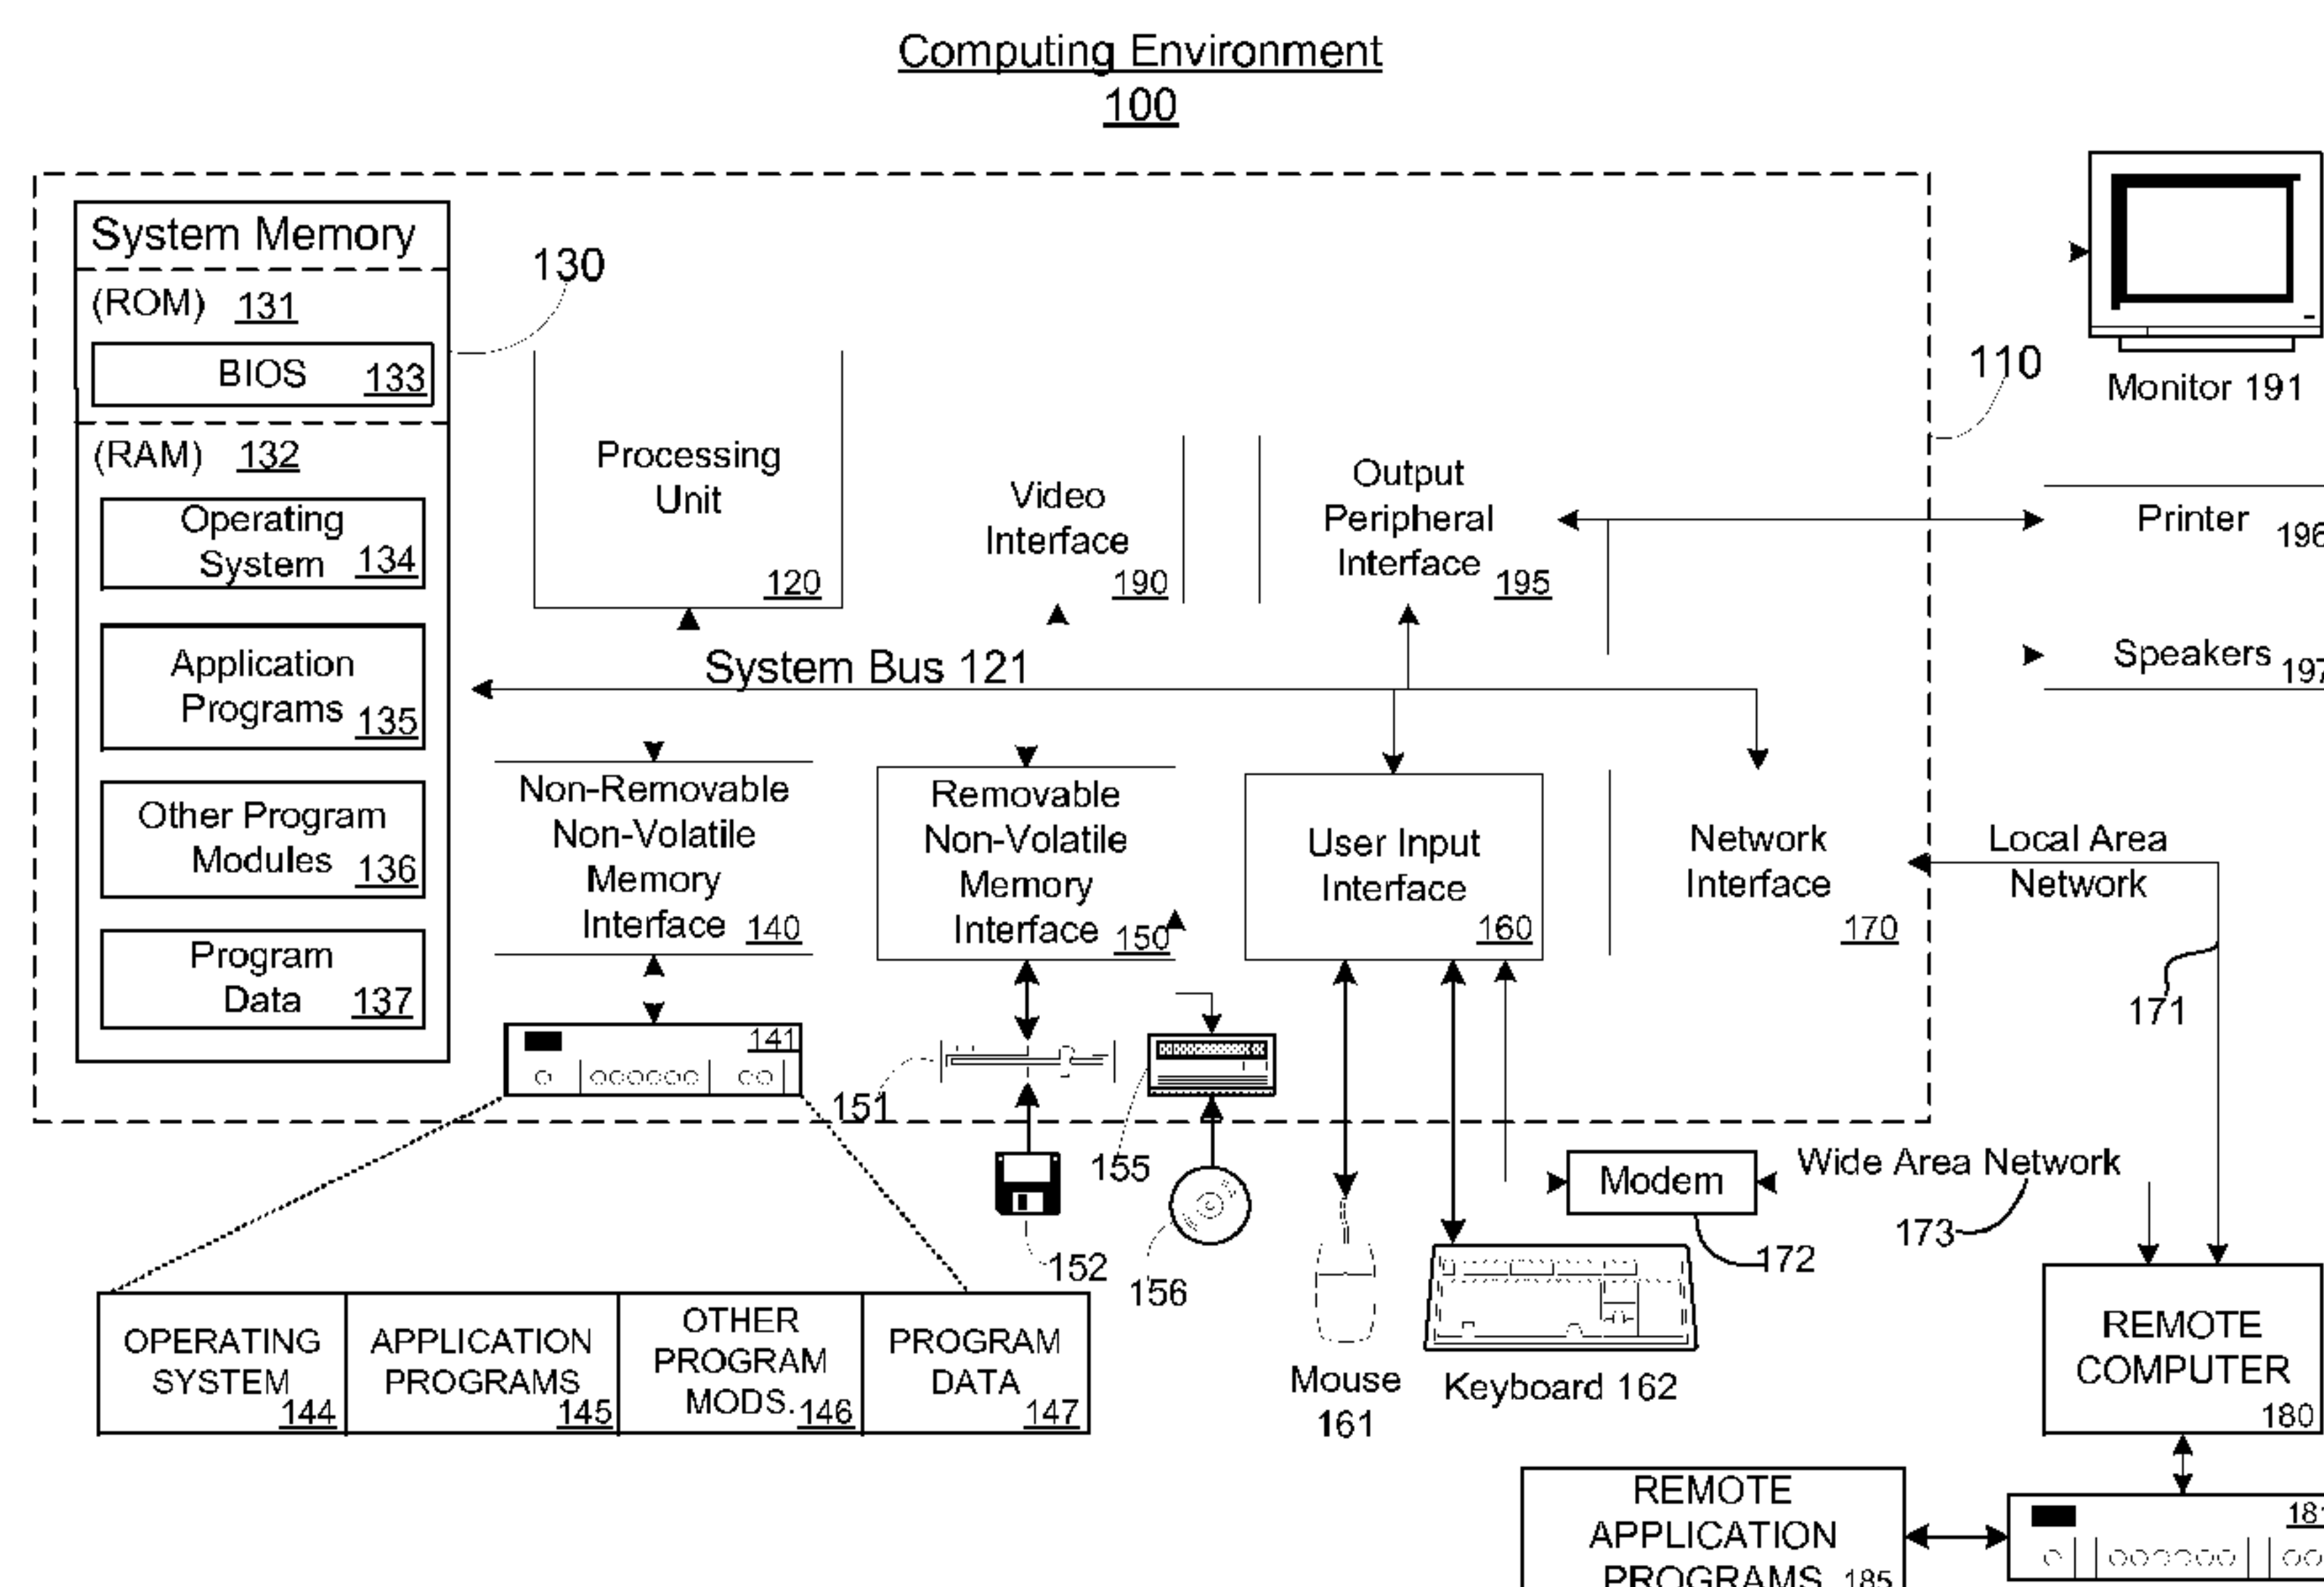 Computing Environment
100
System Memory
(ROM) 131
BIOS 133
(RAM) 132
Operating
System 134
Application
Programs 135
Other Program
Modules 136
Program
Data 137
130
Processing
Unit
120
Video
Interface
190
Output
Peripheral
Interface 195
110
Monitor 191
Printer 196
Speakers 197
System Bus 121
Non-Removable
Non-Volatile
Memory
Interface 140
Removable
Non-Volatile
Memory
Interface 150
User Input
Interface
160
Network
Interface
170
Local Area
Network
171
141
151
155
152
156
Modem
172
Wide Area Network
173
OPERATING
SYSTEM
144
APPLICATION
PROGRAMS
145
OTHER
PROGRAM
MODS. 146
PROGRAM
DATA
147
Mouse
161
Keyboard 162
REMOTE
COMPUTER
180
REMOTE
APPLICATION
PROGRAMS 185
181